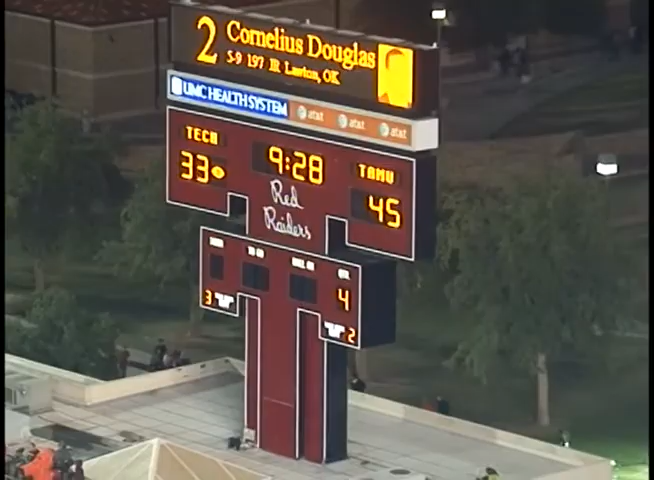 2 Cornelius Douglas
5-9 197 JR Lawton, OK
UMC HEALTH SYSTEM at&t at&t at&t
TECH 9:28 TAMU
33 45
Red
Raiders
QTR
4
3 2